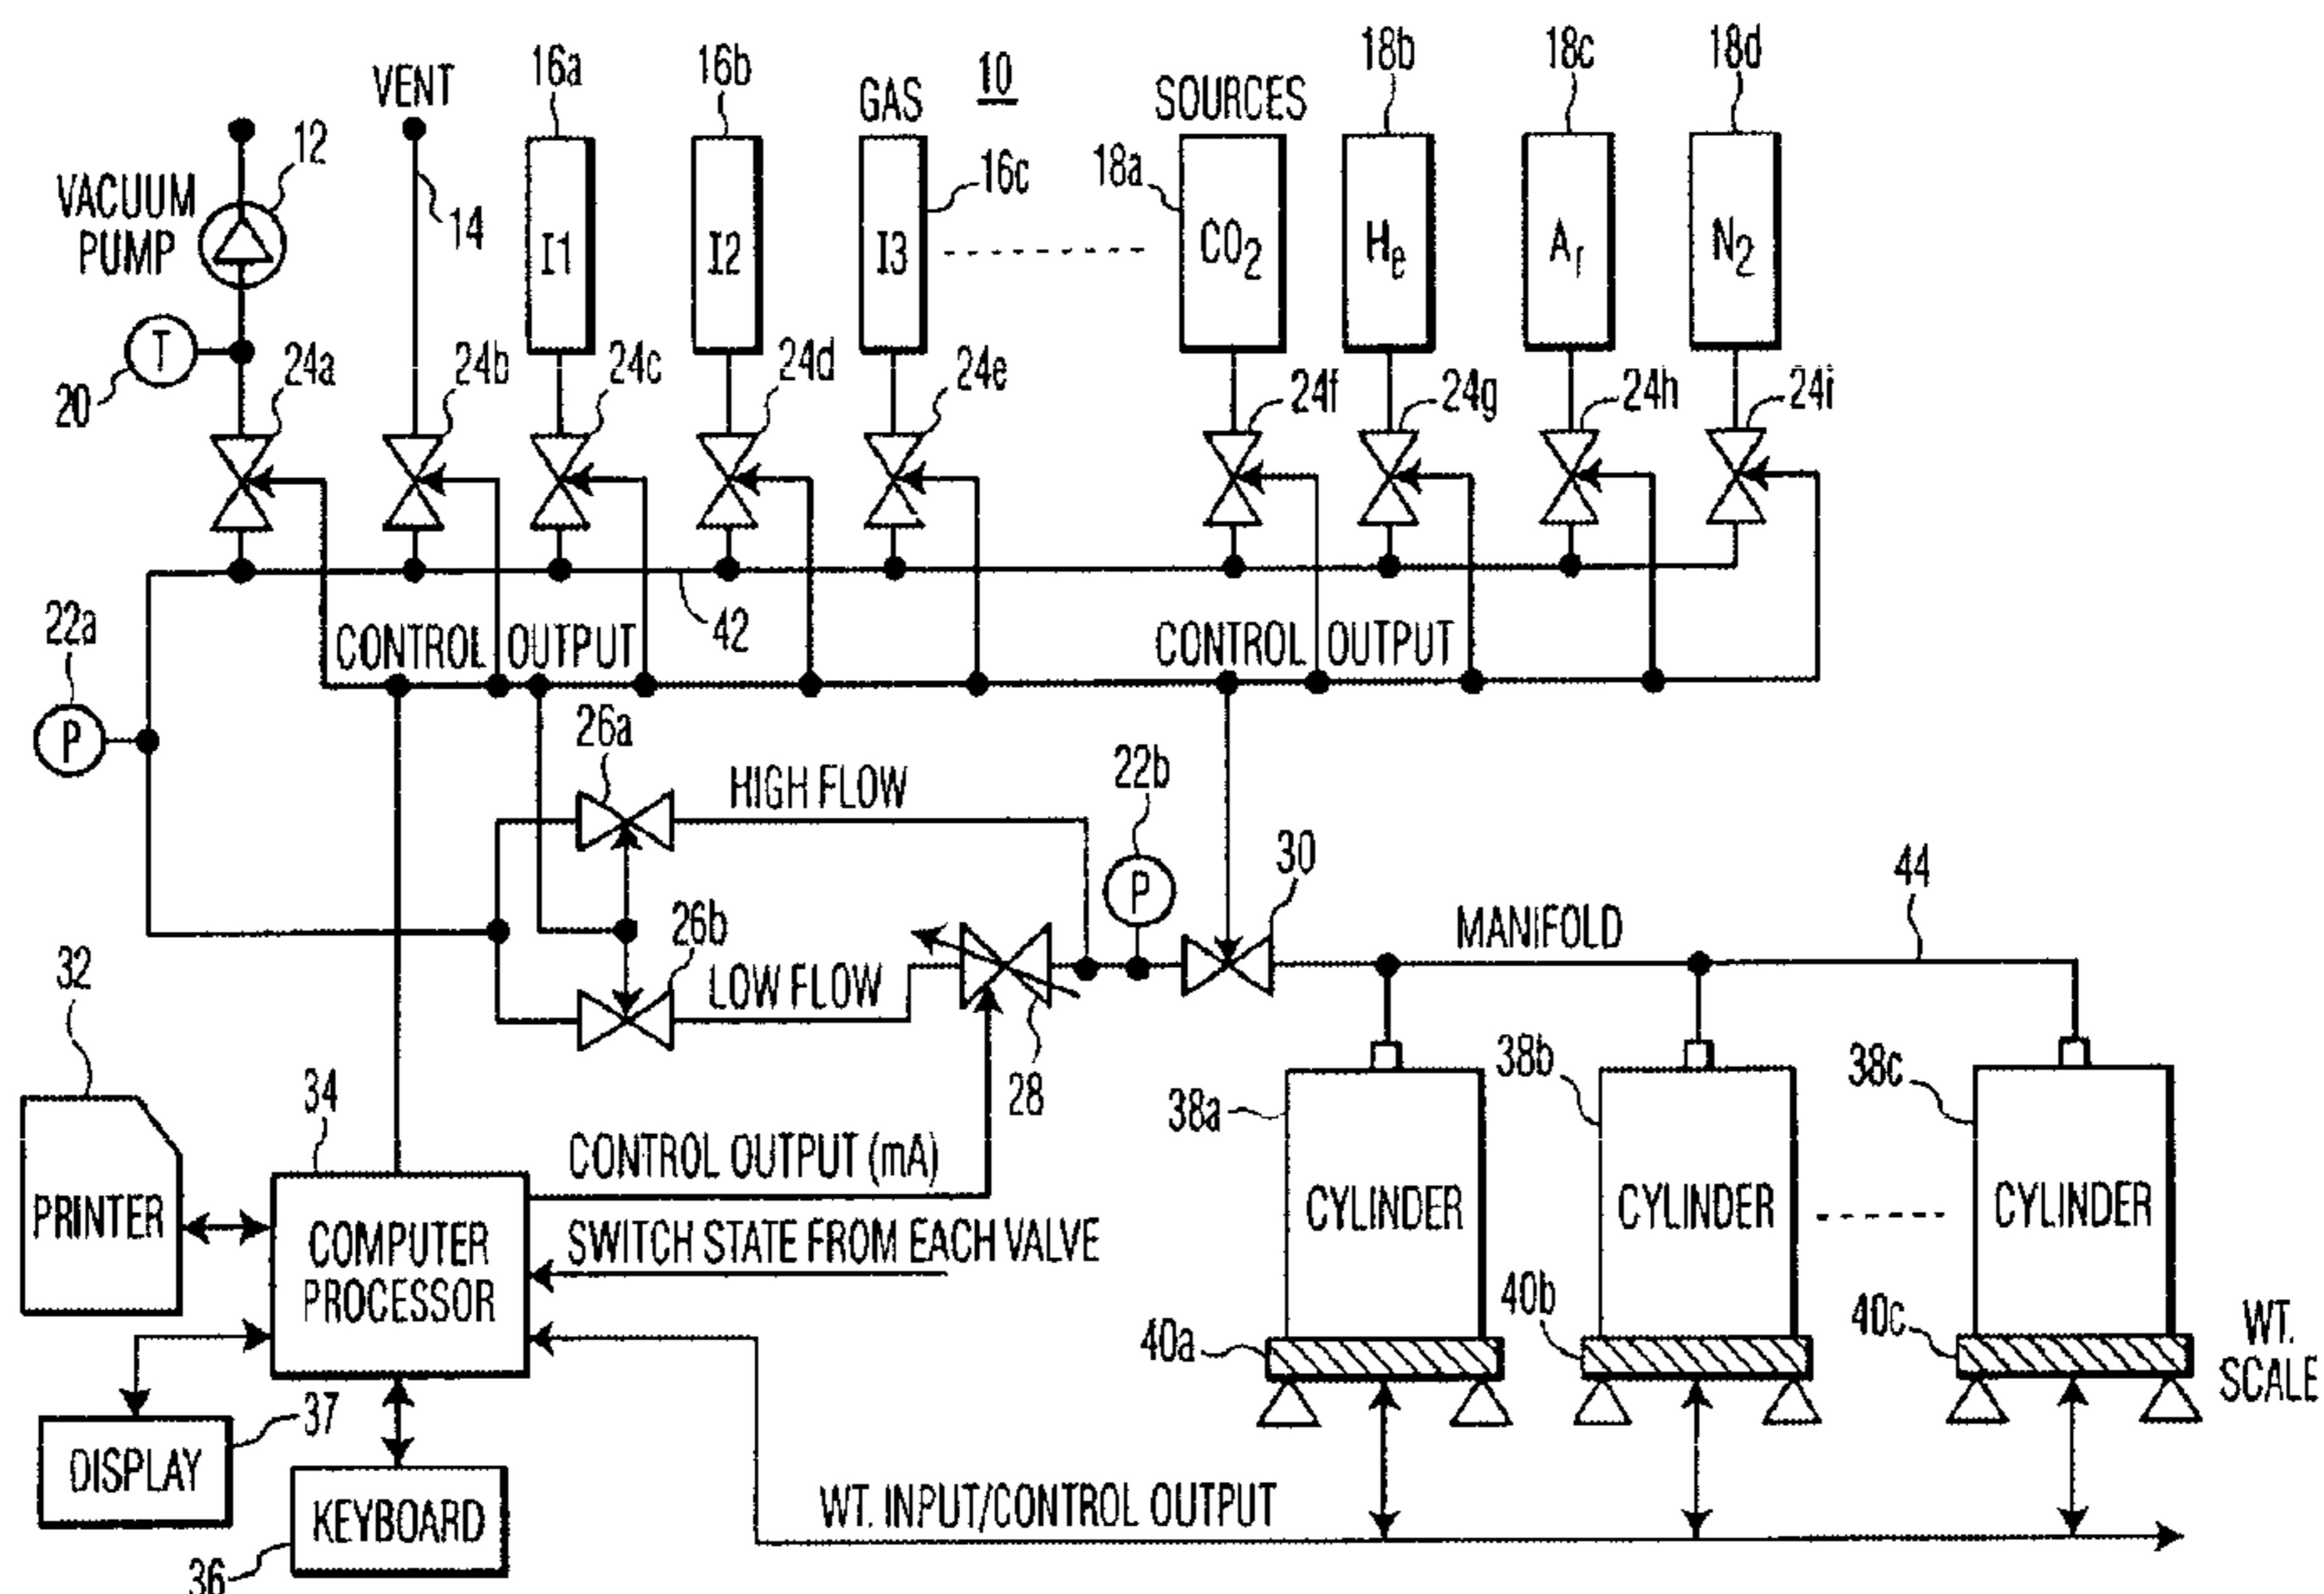 VENT
16a
16b
GAS
10
SOURCES
18b
18c
18d
12
VACUUM
PUMP
14
I1
I2
I3
16c
18a
CO2
He
Ar
N2
T
20
24a
24b
24c
24d
24e
24f
24g
24h
24i
22a
P
CONTROL OUTPUT
42
CONTROL OUTPUT
26a
HIGH FLOW
22b
P
30
44
MANIFOLD
26b
LOW FLOW
28
32
PRINTER
34
COMPUTER
PROCESSOR
CONTROL OUTPUT (mA)
SWITCH STATE FROM EACH VALVE
38a
CYLINDER
38b
CYLINDER
38c
CYLINDER
40a
40b
40c
WT.
SCALE
37
DISPLAY
KEYBOARD
36
WT. INPUT/CONTROL OUTPUT